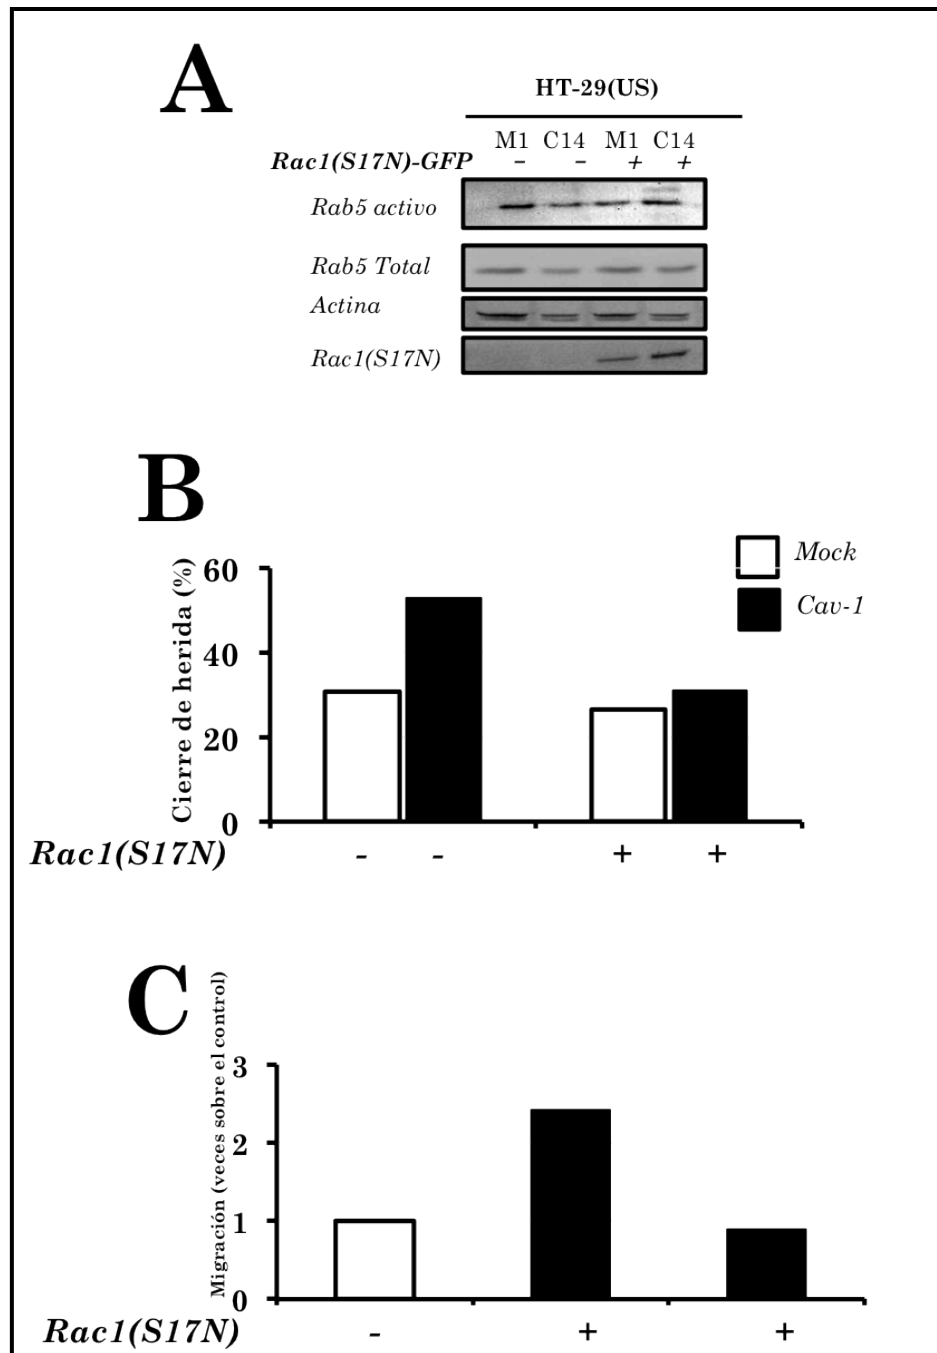 A
HT-29(US)
M1 C14 M1 C14
Rac1(S17N)-GFP - - + +
Rab5 activo
Rab5 Total
Actina
Rac1(S17N)
B
Mock
Cav-1
Cierre de herida (%)
60
40
20
0
Rac1(S17N) - - + +
C
Migración (veces sobre el control)
3
2
1
0
Rac1(S17N) - + +